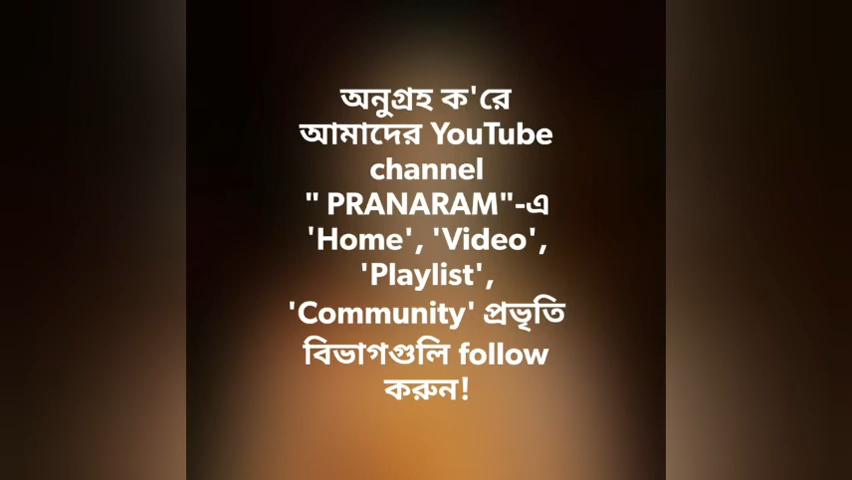 অনুগ্রহ ক'রে
আমাদের YouTube
channel
" PRANARAM"-এ
'Home', 'Video',
'Playlist',
'Community' প্রভৃতি
বিভাগগুলি follow
করুন!